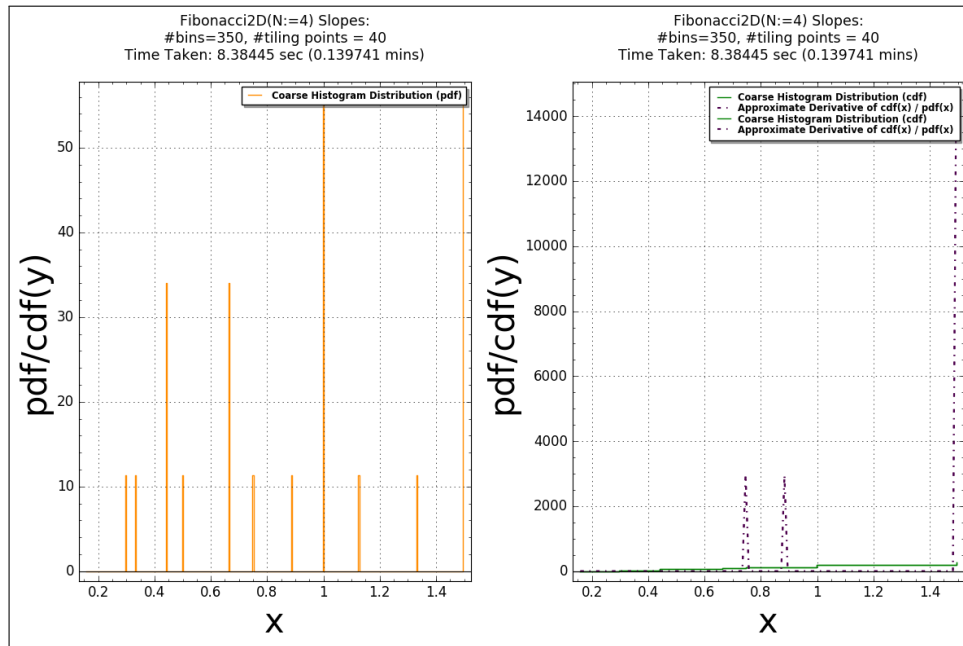 Fibonacci2D(N:=4) Slopes:
#bins=350, #tiling points = 40
Time Taken: 8.38445 sec (0.139741 mins)
Coarse Histogram Distribution (pdf)
50
40
30
20
10
0
0.2 0.4 0.6 0.8 1 1.2 1.4
pdf/cdf(y)
x
Fibonacci2D(N:=4) Slopes:
#bins=350, #tiling points = 40
Time Taken: 8.38445 sec (0.139741 mins)
Coarse Histogram Distribution (cdf)
Approximate Derivative of cdf(x) / pdf(x)
Coarse Histogram Distribution (cdf)
Approximate Derivative of cdf(x) / pdf(x)
14000
12000
10000
8000
6000
4000
2000
0
0.2 0.4 0.6 0.8 1 1.2 1.4
pdf/cdf(y)
x